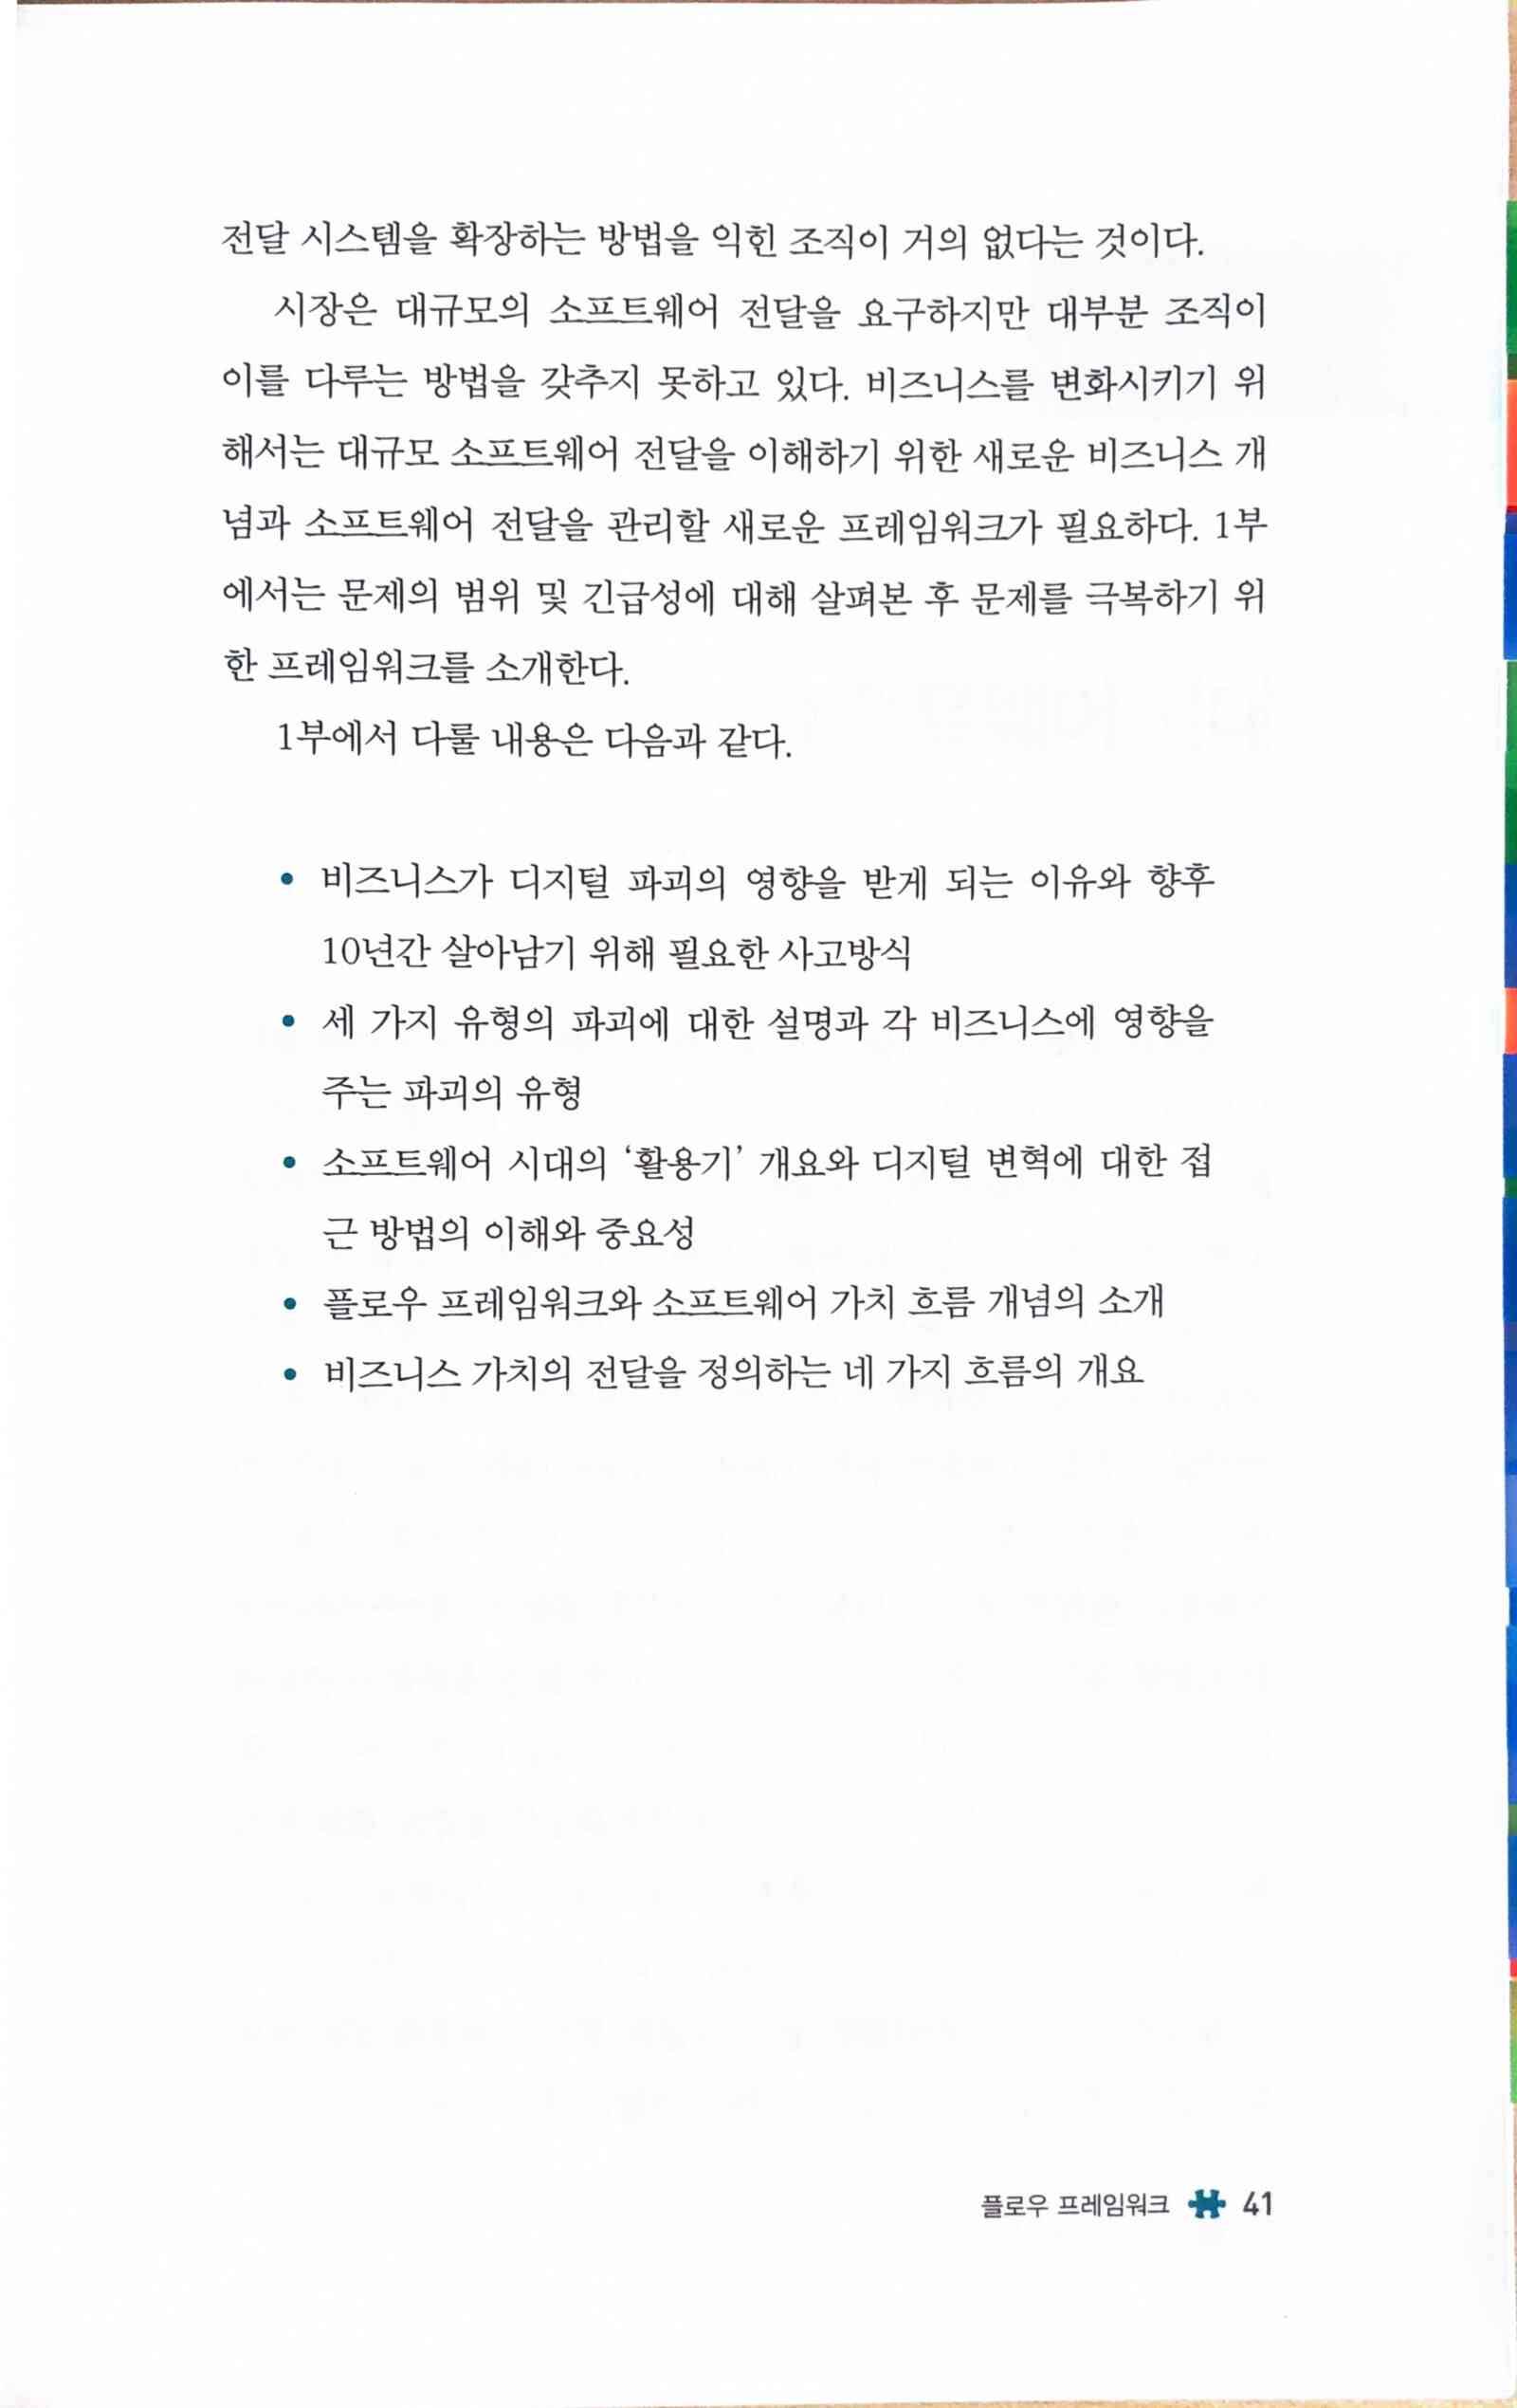 전달 시스템을 확장하는 방법을 익힌 조직이 거의 없다는 것이다.
시장은 대규모의 소프트웨어 전달을 요구하지만 대부분 조직이
이를 다루는 방법을 갖추지 못하고 있다. 비즈니스를 변화시키기 위
해서는 대규모 소프트웨어 전달을 이해하기 위한 새로운 비즈니스 개
념과 소프트웨어 전달을 관리할 새로운 프레임워크가 필요하다. 1부
에서는 문제의 범위 및 긴급성에 대해 살펴본 후 문제를 극복하기 위
한 프레임워크를 소개한다.
1부에서 다룰 내용은 다음과 같다.
• 비즈니스가 디지털 파괴의 영향을 받게 되는 이유와 향후
10년간 살아남기 위해 필요한 사고방식
• 세 가지 유형의 파괴에 대한 설명과 각 비즈니스에 영향을
주는 파괴의 유형
• 소프트웨어 시대의 ‘활용기’ 개요와 디지털 변혁에 대한 접
근 방법의 이해와 중요성
• 플로우 프레임워크와 소프트웨어 가치 흐름 개념의 소개
• 비즈니스 가치의 전달을 정의하는 네 가지 흐름의 개요
플로우 프레임워크 41